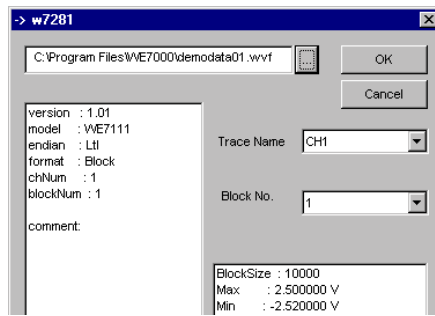 -> w7281
C:\Program Files\WE7000\demodata01.wvf
...
OK
Cancel
version : 1.01
model : WE7111
endian : Ltl
format : Block
chNum : 1
blockNum : 1
comment:
Trace Name CH1
Block No. 1
BlockSize : 10000
Max : 2.500000 V
Min : -2.520000 V